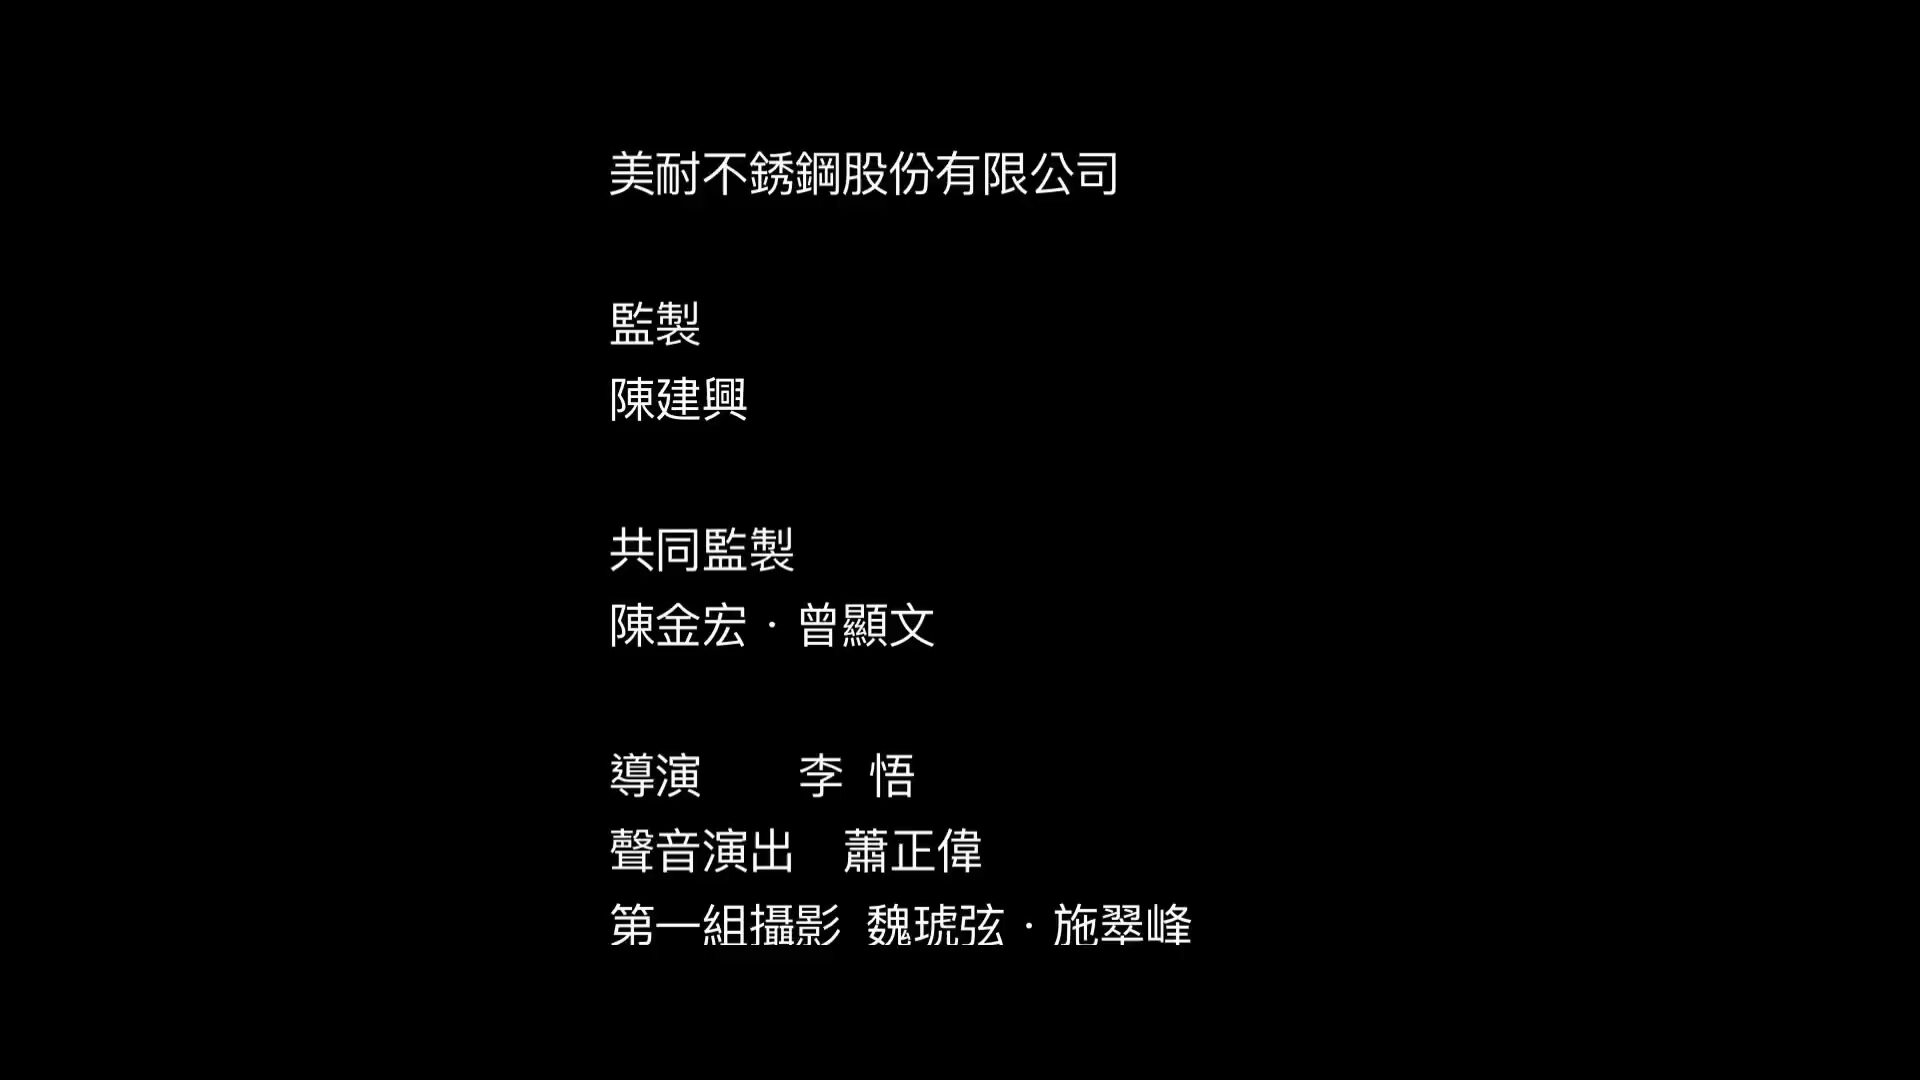 美耐不銹鋼股份有限公司
監製
陳建興
共同監製
陳金宏．曾顯文
導演　　李 悟
聲音演出　蕭正偉
第一組攝影 魏琥弦．施翠峰